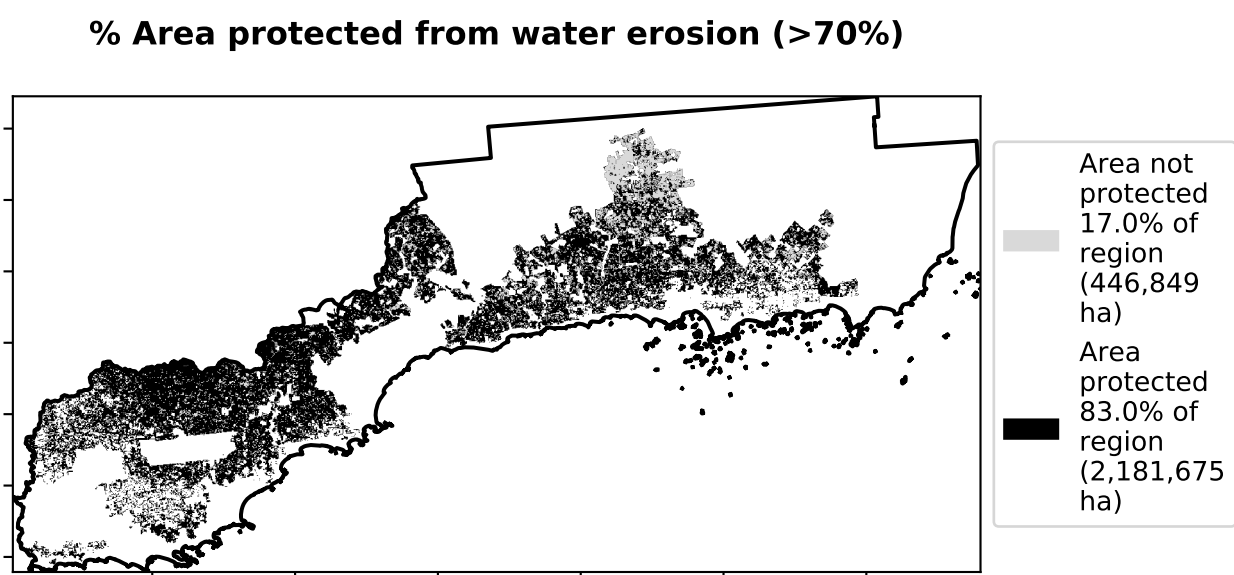 % Area protected from water erosion (>70%)
Area not
protected
17.0% of
region
(446,849
ha)
Area
protected
83.0% of
region
(2,181,675
ha)